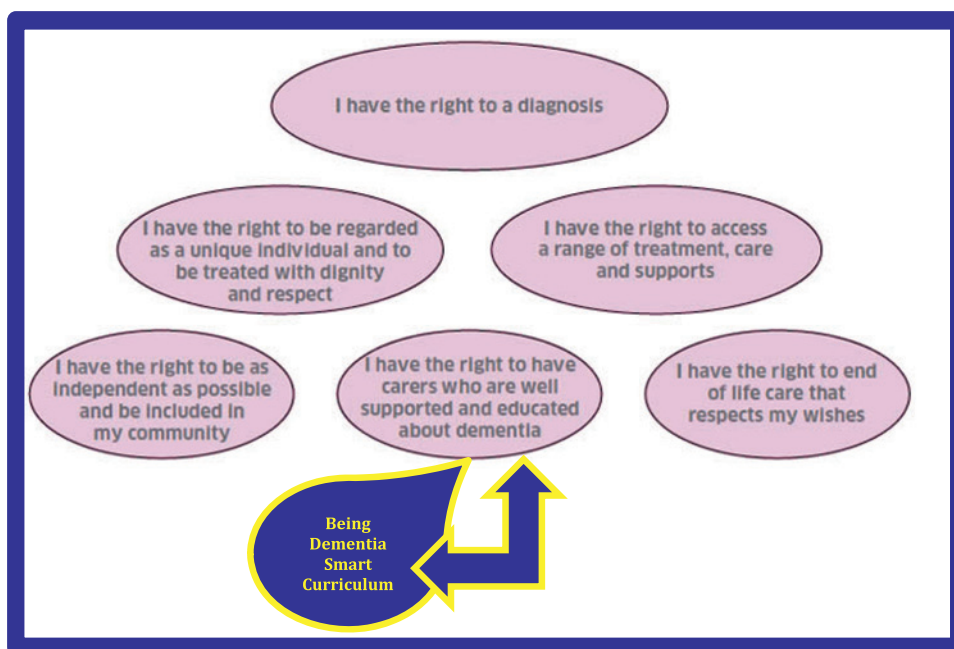 I have the right to a diagnosis
I have the right to be regarded
as a unique individual and to
be treated with dignity
and respect
I have the right to access
a range of treatment, care
and supports
I have the right to be as
independent as possible
and be included in
my community
I have the right to have
carers who are well
supported and educated
about dementia
I have the right to end
of life care that
respects my wishes
Being
Dementia
Smart
Curriculum